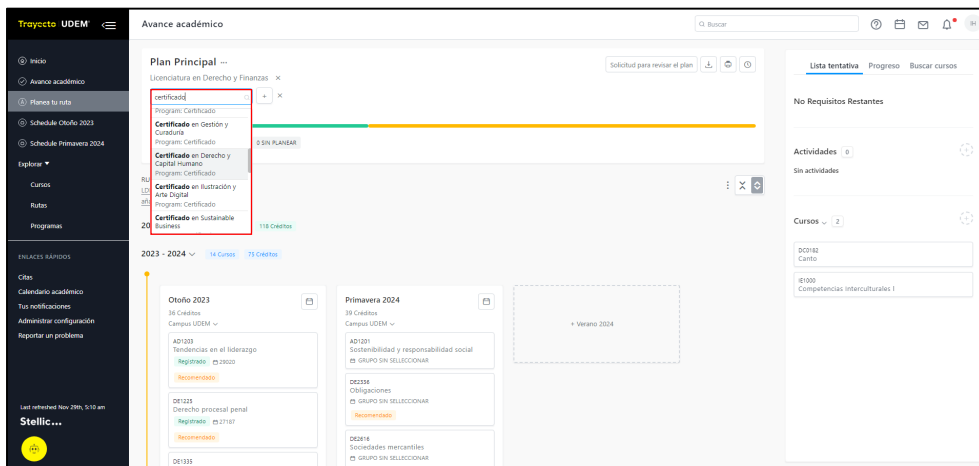 Trayecto UDEM
Inicio
Avance académico
Planea tu ruta
Schedule Otoño 2023
Schedule Primavera 2024
Explorar
Cursos
Rutas
Programas
ENLACES RÁPIDOS
Citas
Calendario académico
Tus notificaciones
Administrar configuración
Reportar un problema
Last refreshed Nov 29th, 5:10 am
Stellic...
Avance académico
Buscar
IH
Plan Principal ...
Licenciatura en Derecho y Finanzas ×
Solicitud para revisar el plan
certificado
+ ×
Program: Certificado
Certificado en Gestión y
Curaduría
Program: Certificado
Certificado en Derecho y
Capital Humano
Program: Certificado
Certificado en Ilustración y
Arte Digital
Program: Certificado
Certificado en Sustainable
Business
0 SIN PLANEAR
RU
LD
añ
20
118 Créditos
2023 - 2024
14 Cursos
75 Créditos
Otoño 2023
36 Créditos
Campus UDEM
AD1203
Tendencias en el liderazgo
Registrado
29020
Recomendado
DE1225
Derecho procesal penal
Registrado
27187
Recomendado
DE1335
Primavera 2024
39 Créditos
Campus UDEM
AD1201
Sostenibilidad y responsabilidad social
GRUPO SIN SELLECCIONAR
DE2336
Obligaciones
GRUPO SIN SELLECCIONAR
Recomendado
DE2616
Sociedades mercantiles
GRUPO SIN SELLECCIONAR
+ Verano 2024
Lista tentativa
Progreso
Buscar cursos
No Requisitos Restantes
Actividades 0
Sin actividades
Cursos 2
DC0182
Canto
IE1000
Competencias Interculturales I